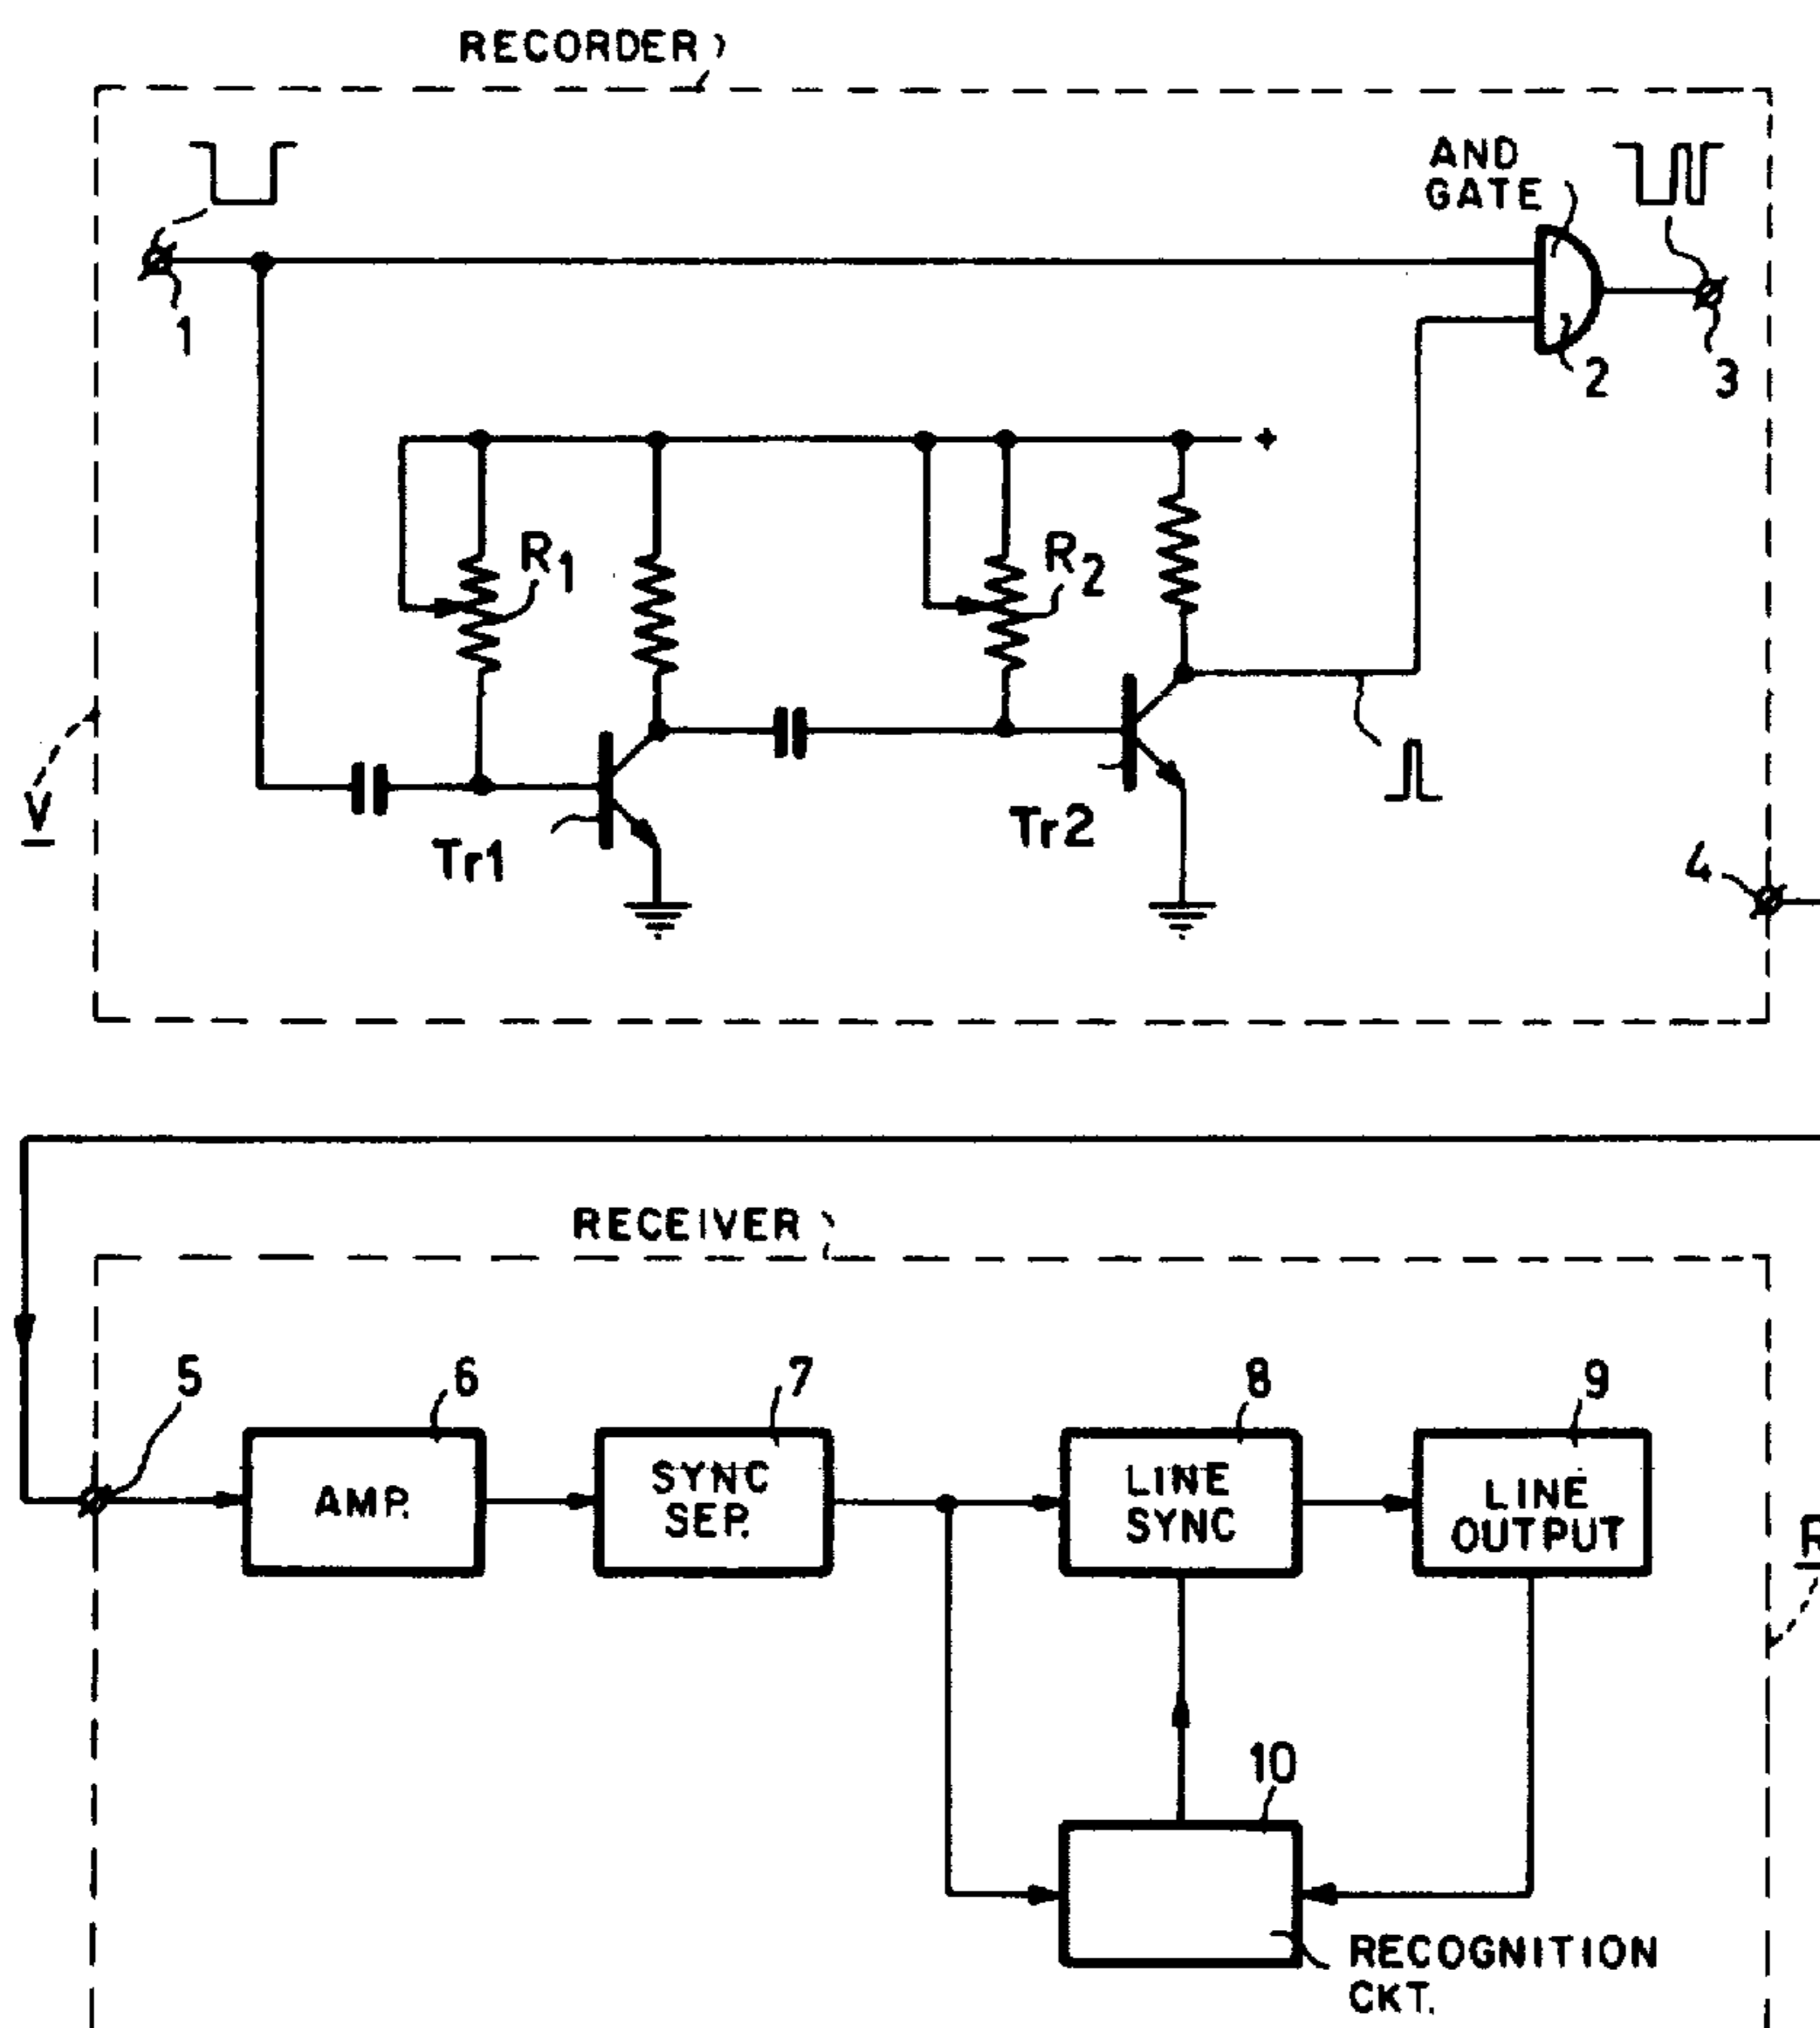 RECORDER
AND
GATE
1
2
3
+
R1
R2
V
Tr1
Tr2
4
RECEIVER
5
6
7
8
9
AMP.
SYNC
SEP.
LINE
SYNC
LINE
OUTPUT
R
10
RECOGNITION
CKT.